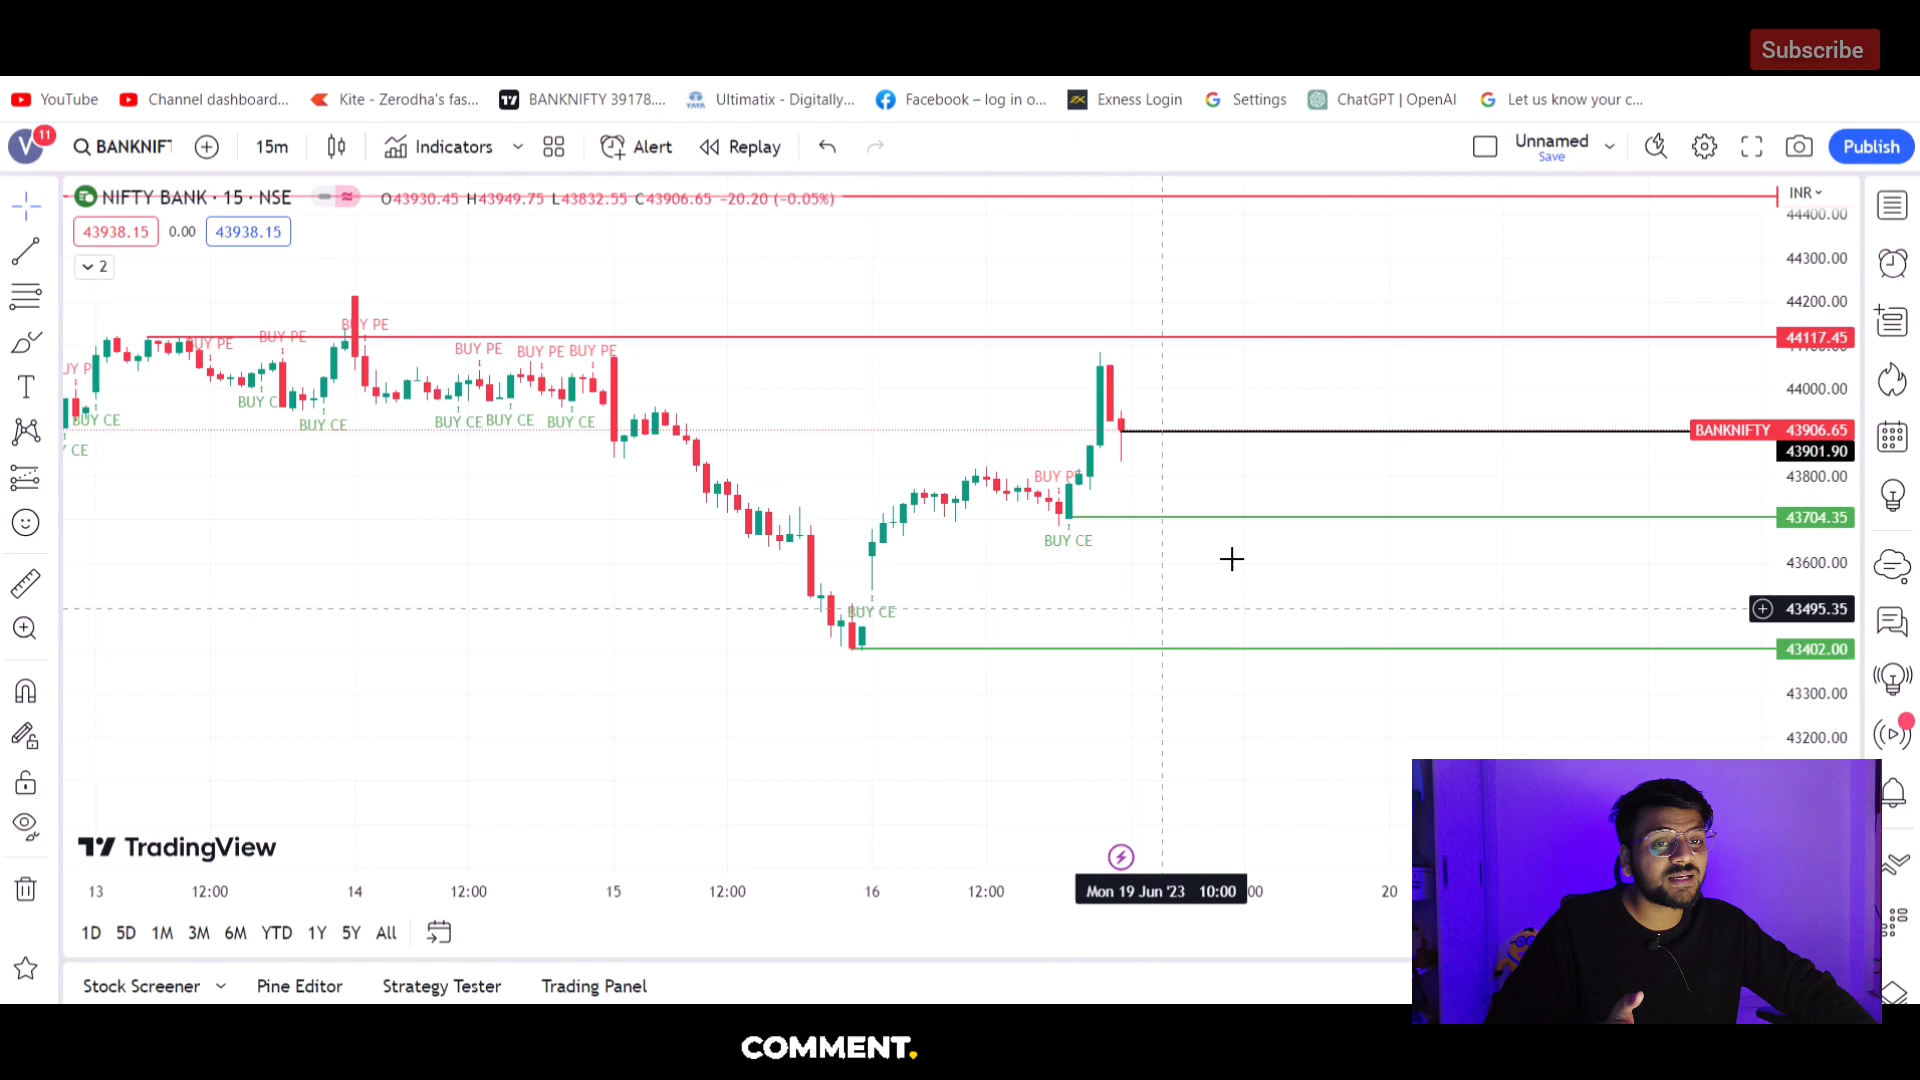 Subscribe
YouTube Channel dashboard... Kite - Zerodha's fas... BANKNIFTY 39178.... Ultimatix - Digitally... Facebook – log in o... Exness Login Settings ChatGPT | OpenAI Let us know your c...
V 11 BANKNIFT 15m Indicators Alert Replay Unnamed Save Publish
NIFTY BANK · 15 · NSE O43930.45 H43949.75 L43832.55 C43906.65 −20.20 (−0.05%) INR
43938.15 0.00 43938.15
2
44400.00
44300.00
44200.00
44117.45
44000.00
BANKNIFTY 43906.65
43901.90
43800.00
43704.35
43600.00
43495.35
43402.00
43300.00
43200.00
BUY PE
BUY PE
BUY PE
BUY PE
BUY PE
BUY PE
BUY CE
BUY CE
BUY CE
BUY CE
BUY CE
CE
BUY CE
BUY CE
TradingView
13 12:00 14 12:00 15 12:00 16 12:00 Mon 19 Jun '23 10:00 :00 20
1D 5D 1M 3M 6M YTD 1Y 5Y All
Stock Screener Pine Editor Strategy Tester Trading Panel
COMMENT.